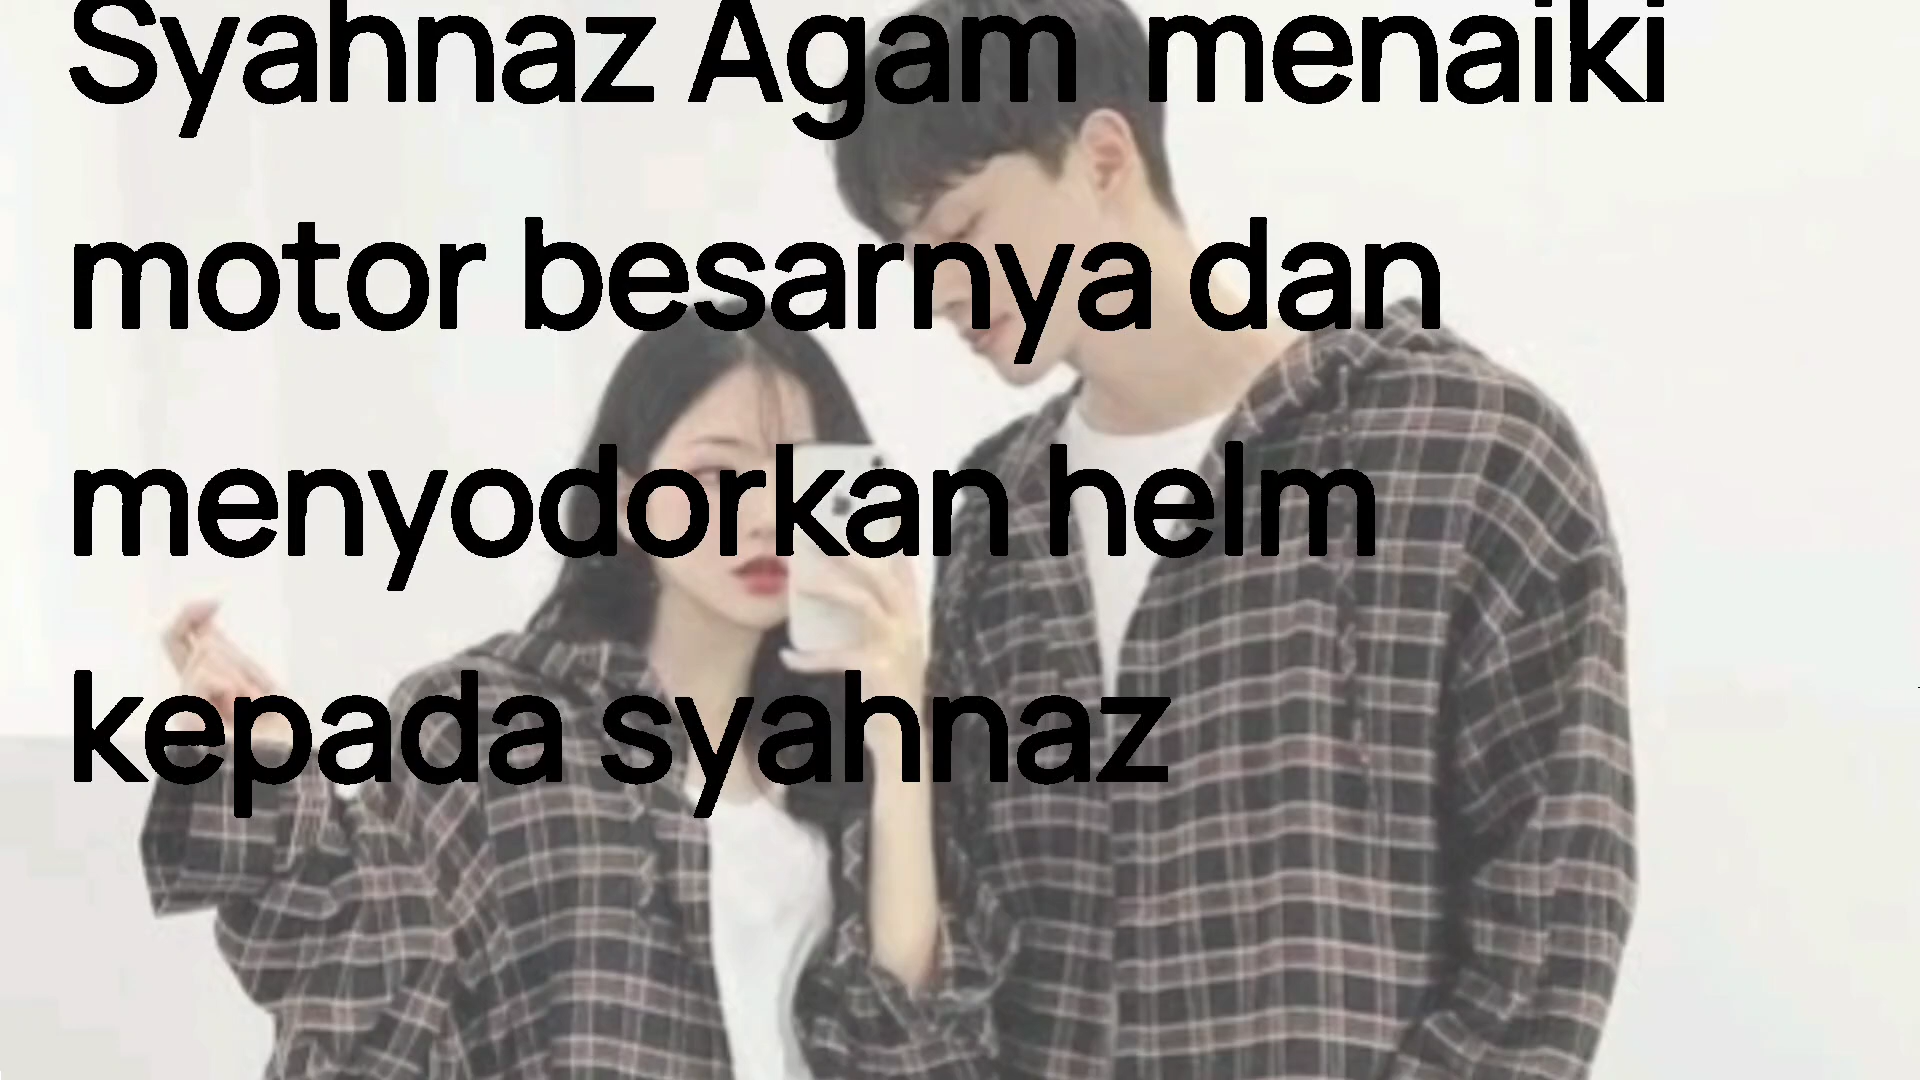 Syahnaz Agam  menaiki
motor besarnya dan
menyodorkan helm
kepada syahnaz